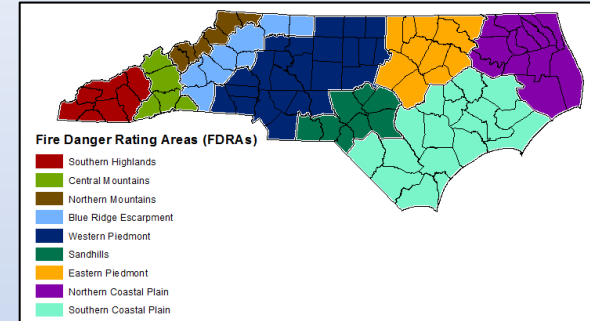 Fire Danger Rating Areas (FDRAs)
Southern Highlands
Central Mountains
Northern Mountains
Blue Ridge Escarpment
Western Piedmont
Sandhills
Eastern Piedmont
Northern Coastal Plain
Southern Coastal Plain